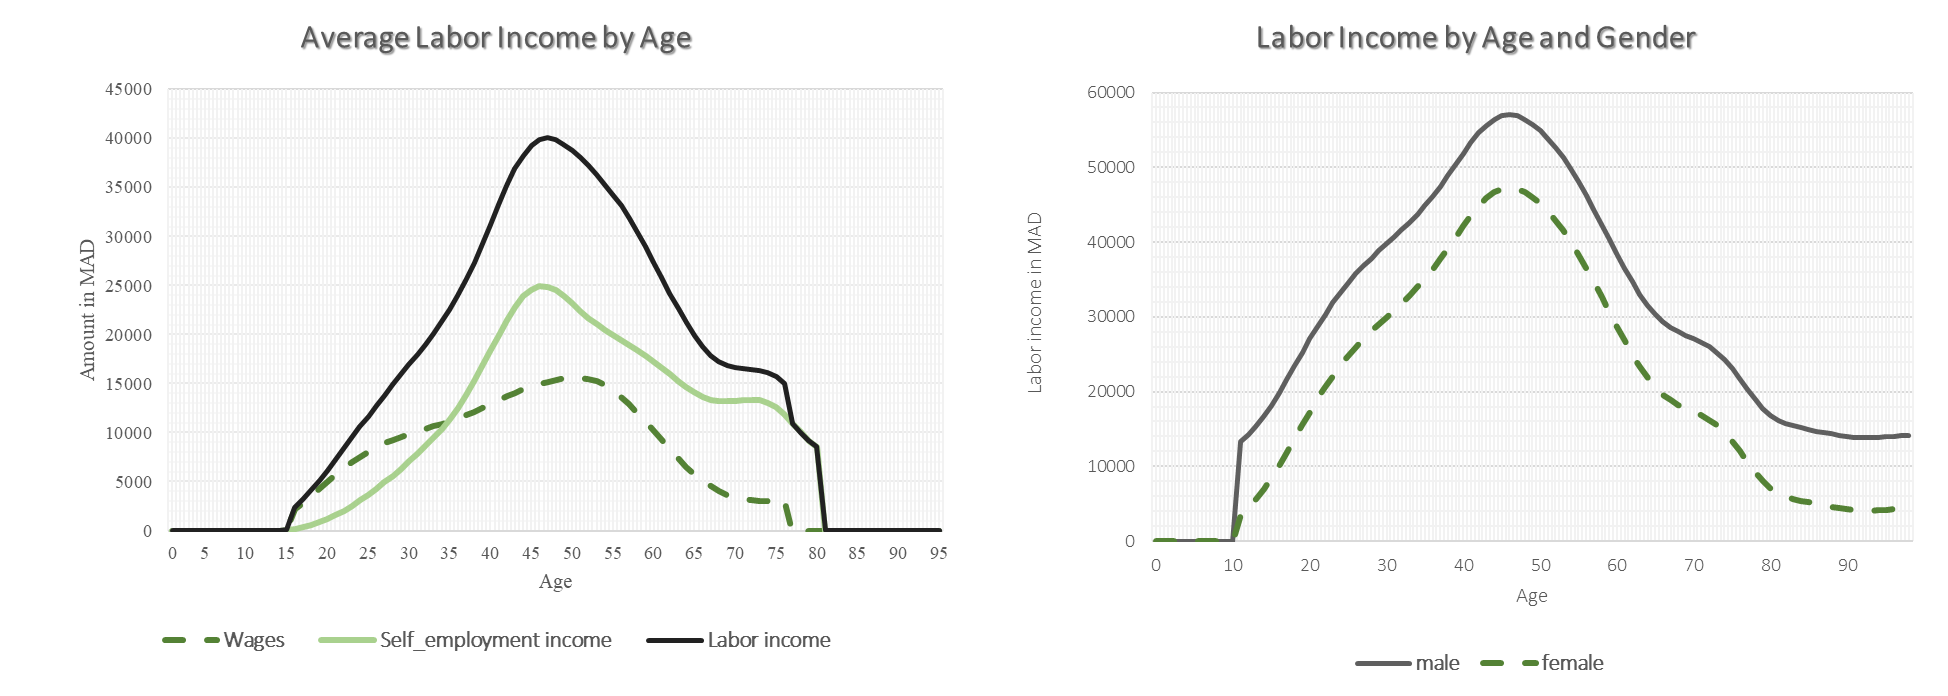 Average Labor Income by Age
45000
40000
35000
30000
25000
20000
15000
10000
5000
0
Amount in MAD
0 5 10 15 20 25 30 35 40 45 50 55 60 65 70 75 80 85 90 95
Age
Wages Self_employment income Labor income
Labor Income by Age and Gender
60000
50000
40000
30000
20000
10000
0
Labor income in MAD
0 10 20 30 40 50 60 70 80 90
Age
male female